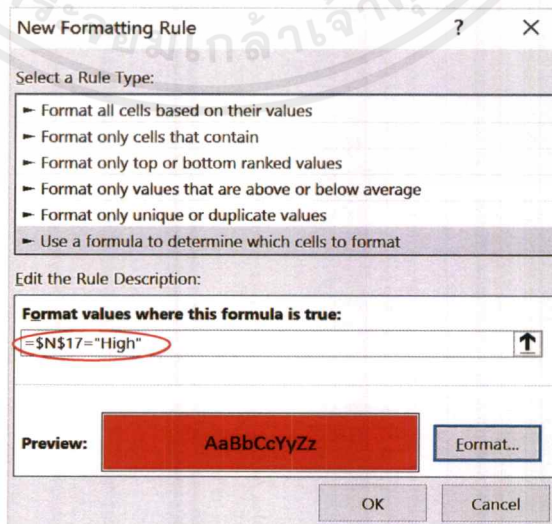 New Formatting Rule ? ×
Select a Rule Type:
► Format all cells based on their values
► Format only cells that contain
► Format only top or bottom ranked values
► Format only values that are above or below average
► Format only unique or duplicate values
► Use a formula to determine which cells to format
Edit the Rule Description:
Format values where this formula is true:
=$N$17="High"
Preview: AaBbCcYyZz Format...
OK Cancel